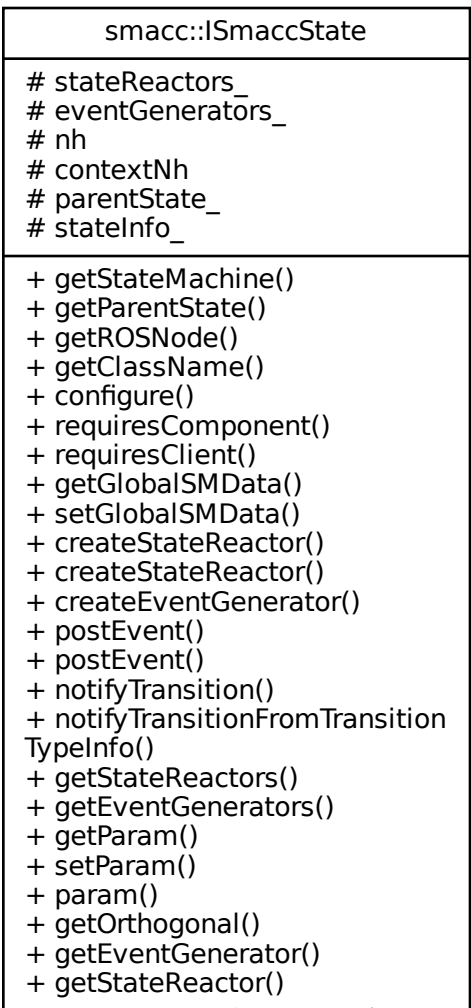 smacc::ISmaccState
# stateReactors_
# eventGenerators_
# nh
# contextNh
# parentState_
# stateInfo_
+ getStateMachine()
+ getParentState()
+ getROSNode()
+ getClassName()
+ configure()
+ requiresComponent()
+ requiresClient()
+ getGlobalSMData()
+ setGlobalSMData()
+ createStateReactor()
+ createStateReactor()
+ createEventGenerator()
+ postEvent()
+ postEvent()
+ notifyTransition()
+ notifyTransitionFromTransition
TypeInfo()
+ getStateReactors()
+ getEventGenerators()
+ getParam()
+ setParam()
+ param()
+ getOrthogonal()
+ getEventGenerator()
+ getStateReactor()